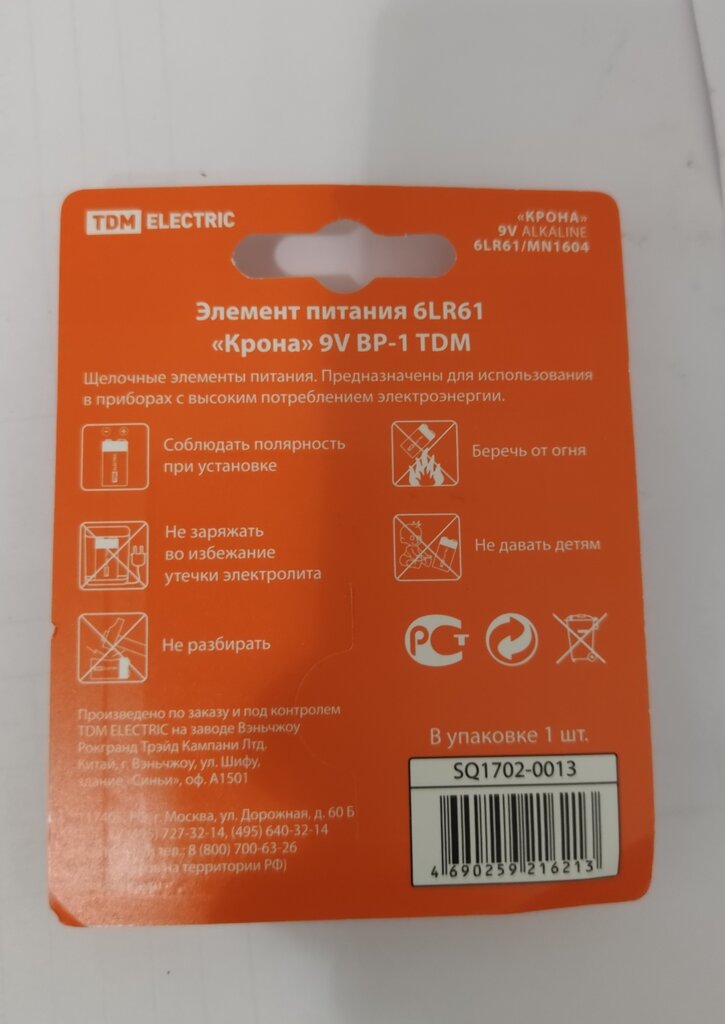 TDM ELECTRIC
«КРОНА»
9V ALKALINE
6LR61/MN1604
Элемент питания 6LR61
«Крона» 9V BP-1 TDM
Щелочные элементы питания. Предназначены для использования
в приборах с высоким потреблением электроэнергии.
Соблюдать полярность
при установке
Беречь от огня
Не заряжать
во избежание
утечки электролита
Не давать детям
Не разбирать
РСТ
Произведено по заказу и под контролем
TDM ELECTRIC на заводе Вэньчжоу
Рокгранд Трэйд Кампани Лтд.
Китай, г. Вэньчжоу, ул. Шифу,
здание «Синьи», оф. А1501
г. Москва, ул. Дорожная, д. 60 Б
727-32-14, (495) 640-32-14
8 (800) 700-63-26
на территории РФ)
В упаковке 1 шт.
SQ1702-0013
4 690259 216213